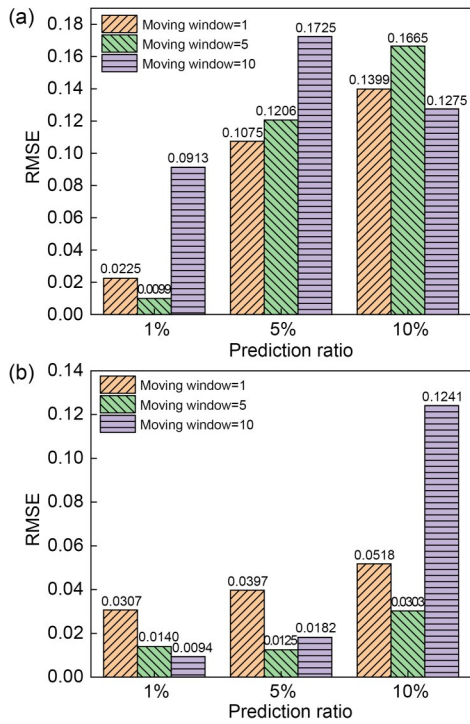 (a)
Moving window=1
Moving window=5
Moving window=10
RMSE
0.18
0.16
0.14
0.12
0.10
0.08
0.06
0.04
0.02
0.00
0.0225
0.0099
0.0913
0.1075
0.1206
0.1725
0.1399
0.1665
0.1275
1% 5% 10%
Prediction ratio
(b)
Moving window=1
Moving window=5
Moving window=10
RMSE
0.14
0.12
0.10
0.08
0.06
0.04
0.02
0.00
0.0307
0.0140
0.0094
0.0397
0.0125
0.0182
0.0518
0.0303
0.1241
1% 5% 10%
Prediction ratio